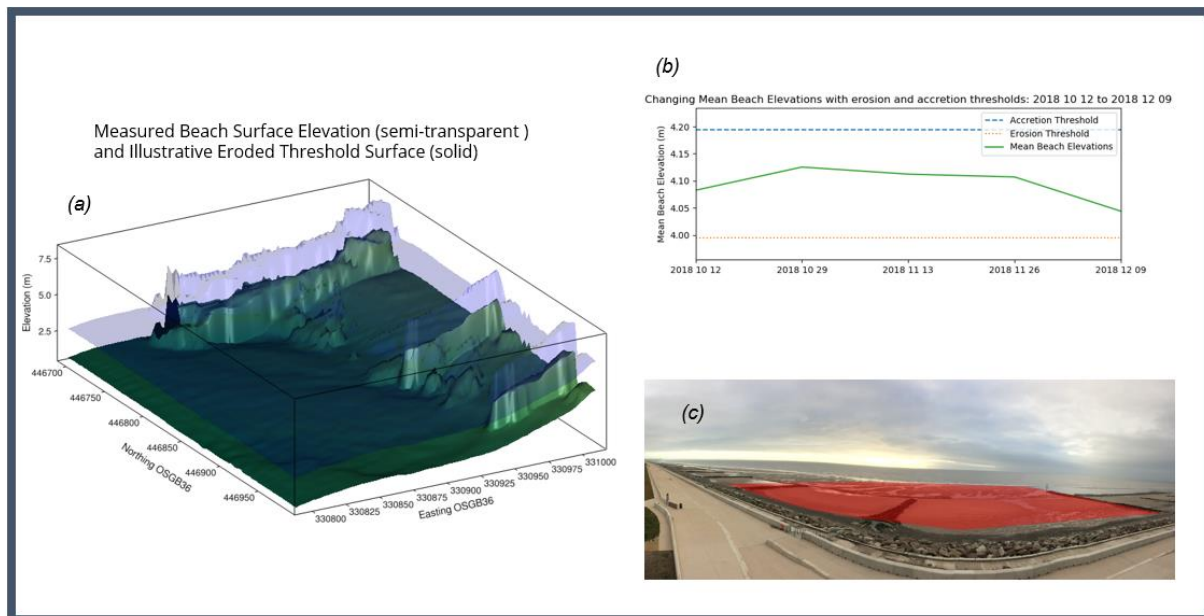 Measured Beach Surface Elevation (semi-transparent )
and Illustrative Eroded Threshold Surface (solid)
(a)
Elevation (m)
7.5
5.0
2.5
446700
446750
446800
446850
446900
446950
Northing OSGB36
330800
330825
330850
330875
330900
330925
330950
330975
331000
Easting OSGB36
(b)
Changing Mean Beach Elevations with erosion and accretion thresholds: 2018 10 12 to 2018 12 09
Mean Beach Elevation (m)
4.20
4.15
4.10
4.05
4.00
Accretion Threshold
Erosion Threshold
Mean Beach Elevations
2018 10 12
2018 10 29
2018 11 13
2018 11 26
2018 12 09
(c)